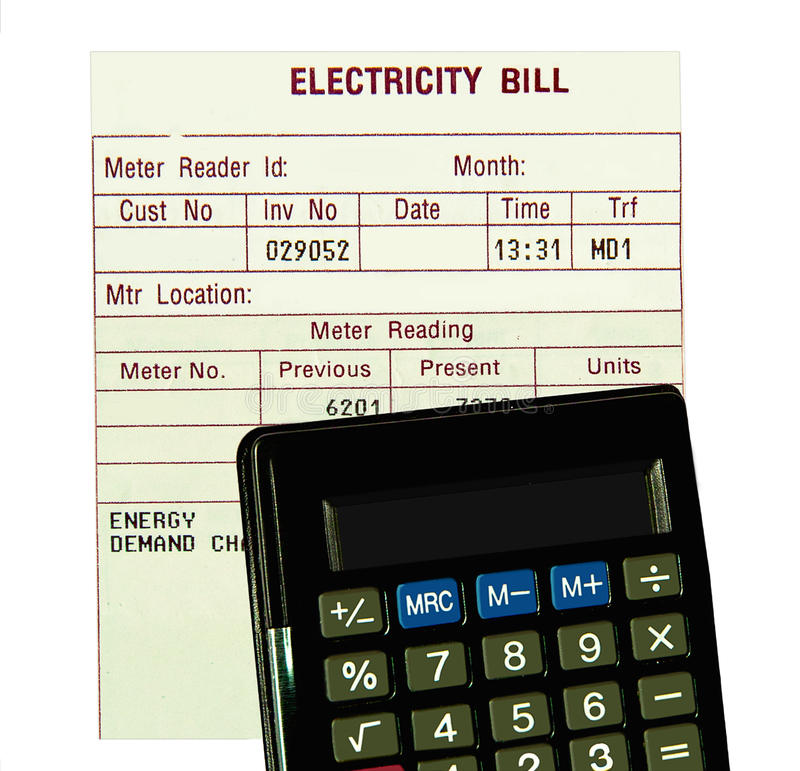 ELECTRICITY BILL
Meter Reader Id: Month:
Cust No Inv No Date Time Trf
029052 13:31 MD1
Mtr Location:
Meter Reading
Meter No. Previous Present Units
6201
dreamstime
ENERGY
DEMAND
+/− MRC M− M+ ÷
% 7 8 9 ×
√ 4 5 6 −
1 2 3 =